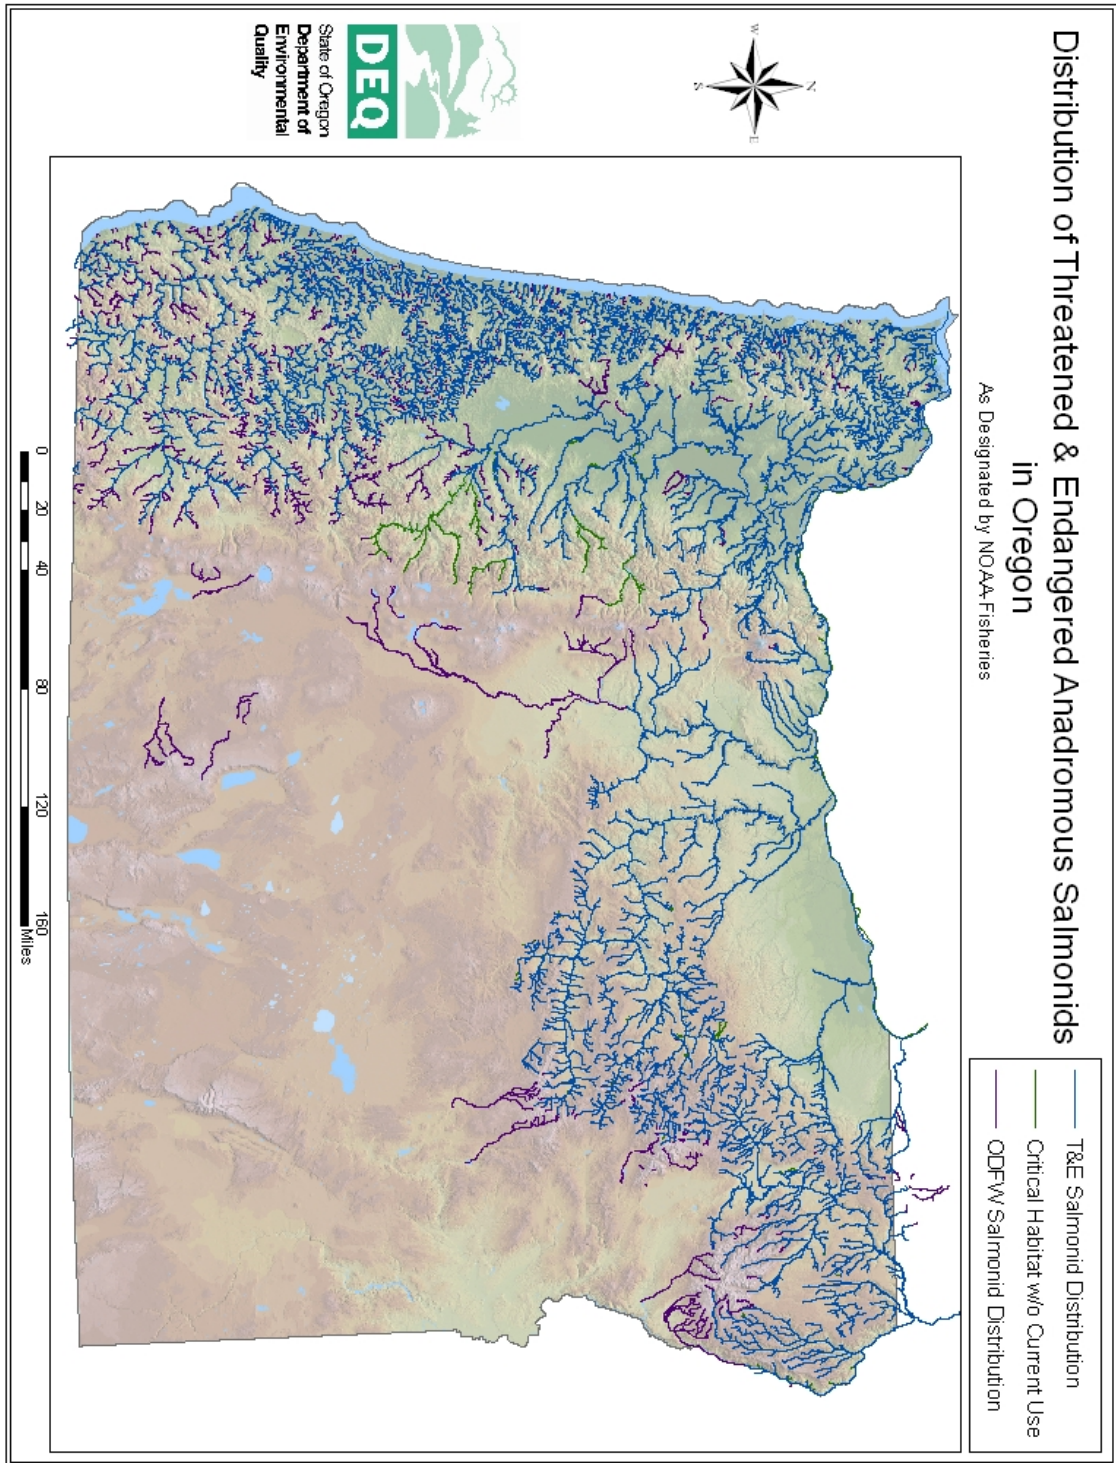 Distribution of Threatened & Endangered Anadromous Salmonids
in Oregon
As Designated by NOAA-Fisheries
T&E Salmonid Distribution
Critical Habitat w/o Current Use
ODFW Salmonid Distribution
N
W
E
S
DEQ
State of Oregon
Department of
Environmental
Quality
0 20 40 80 120 160
Miles